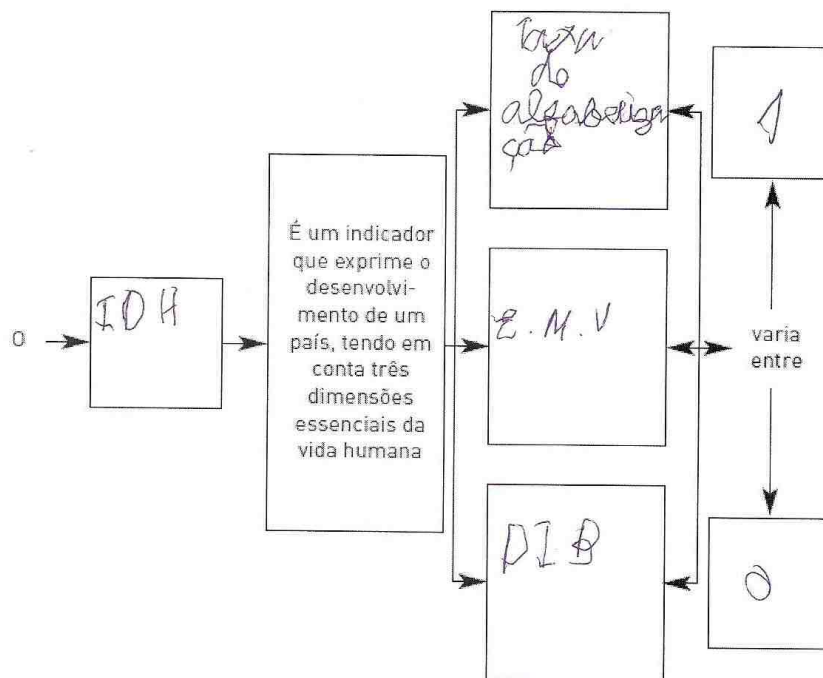 O
IDH
É um indicador
que exprime o
desenvolvi-
mento de um
país, tendo em
conta três
dimensões
essenciais da
vida humana
taxa
de
alfabetiza
ção
E.M.V
PIB
1
varia
entre
0